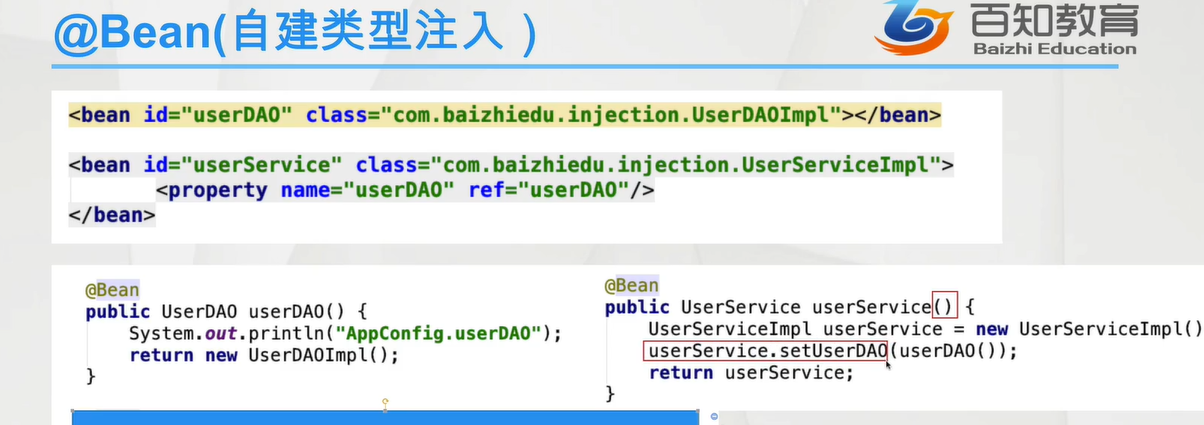 @Bean(自建类型注入）
百知教育
Baizhi Education
<bean id="userDAO" class="com.baizhiedu.injection.UserDAOImpl"></bean>
<bean id="userService" class="com.baizhiedu.injection.UserServiceImpl">
<property name="userDAO" ref="userDAO"/>
</bean>
@Bean
public UserDAO userDAO() {
System.out.println("AppConfig.userDAO");
return new UserDAOImpl();
}
@Bean
public UserService userService() {
UserServiceImpl userService = new UserServiceImpl()
userService.setUserDAO(userDAO());
return userService;
}